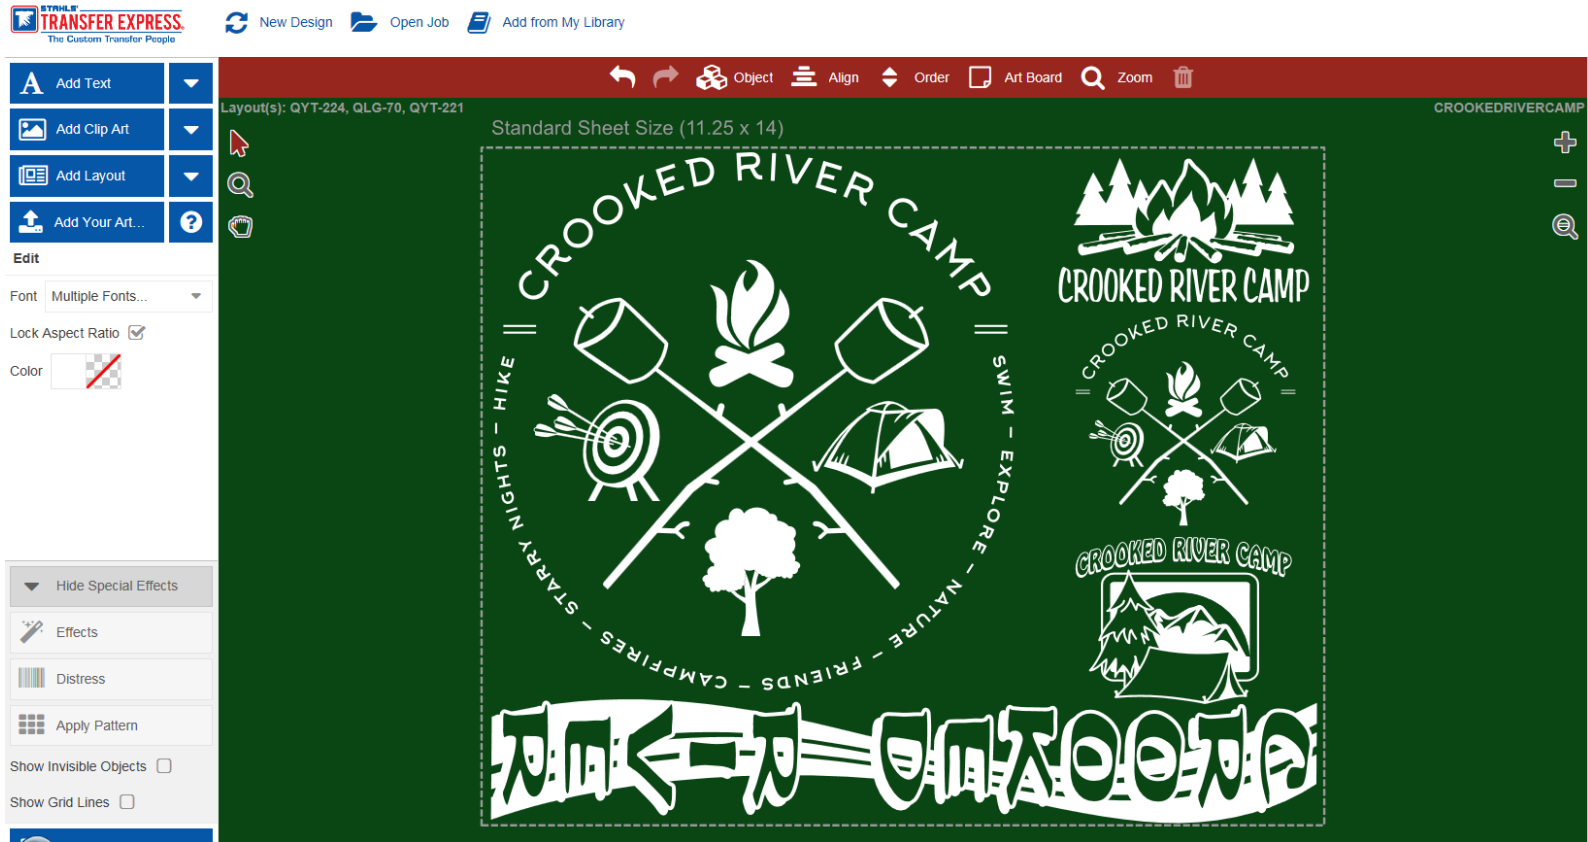 STAHLS'
TRANSFER EXPRESS.
The Custom Transfer People
New Design
Open Job
Add from My Library
Add Text
Add Clip Art
Add Layout
Add Your Art...
?
Object
Align
Order
Art Board
Zoom
Layout(s): QYT-224, QLG-70, QYT-221
CROOKEDRIVERCAMP
Edit
Font
Multiple Fonts...
Lock Aspect Ratio
Color
Hide Special Effects
Effects
Distress
Apply Pattern
Show Invisible Objects
Show Grid Lines
Standard Sheet Size (11.25 x 14)
CROOKED RIVER CAMP
SWIM – EXPLORE – NATURE – FRIENDS – CAMPFIRES – STARRY NIGHTS – HIKE
CROOKED RIVER CAMP
CROOKED RIVER CAMP
CROOKED RIVER CAMP
CROOKED RIVER